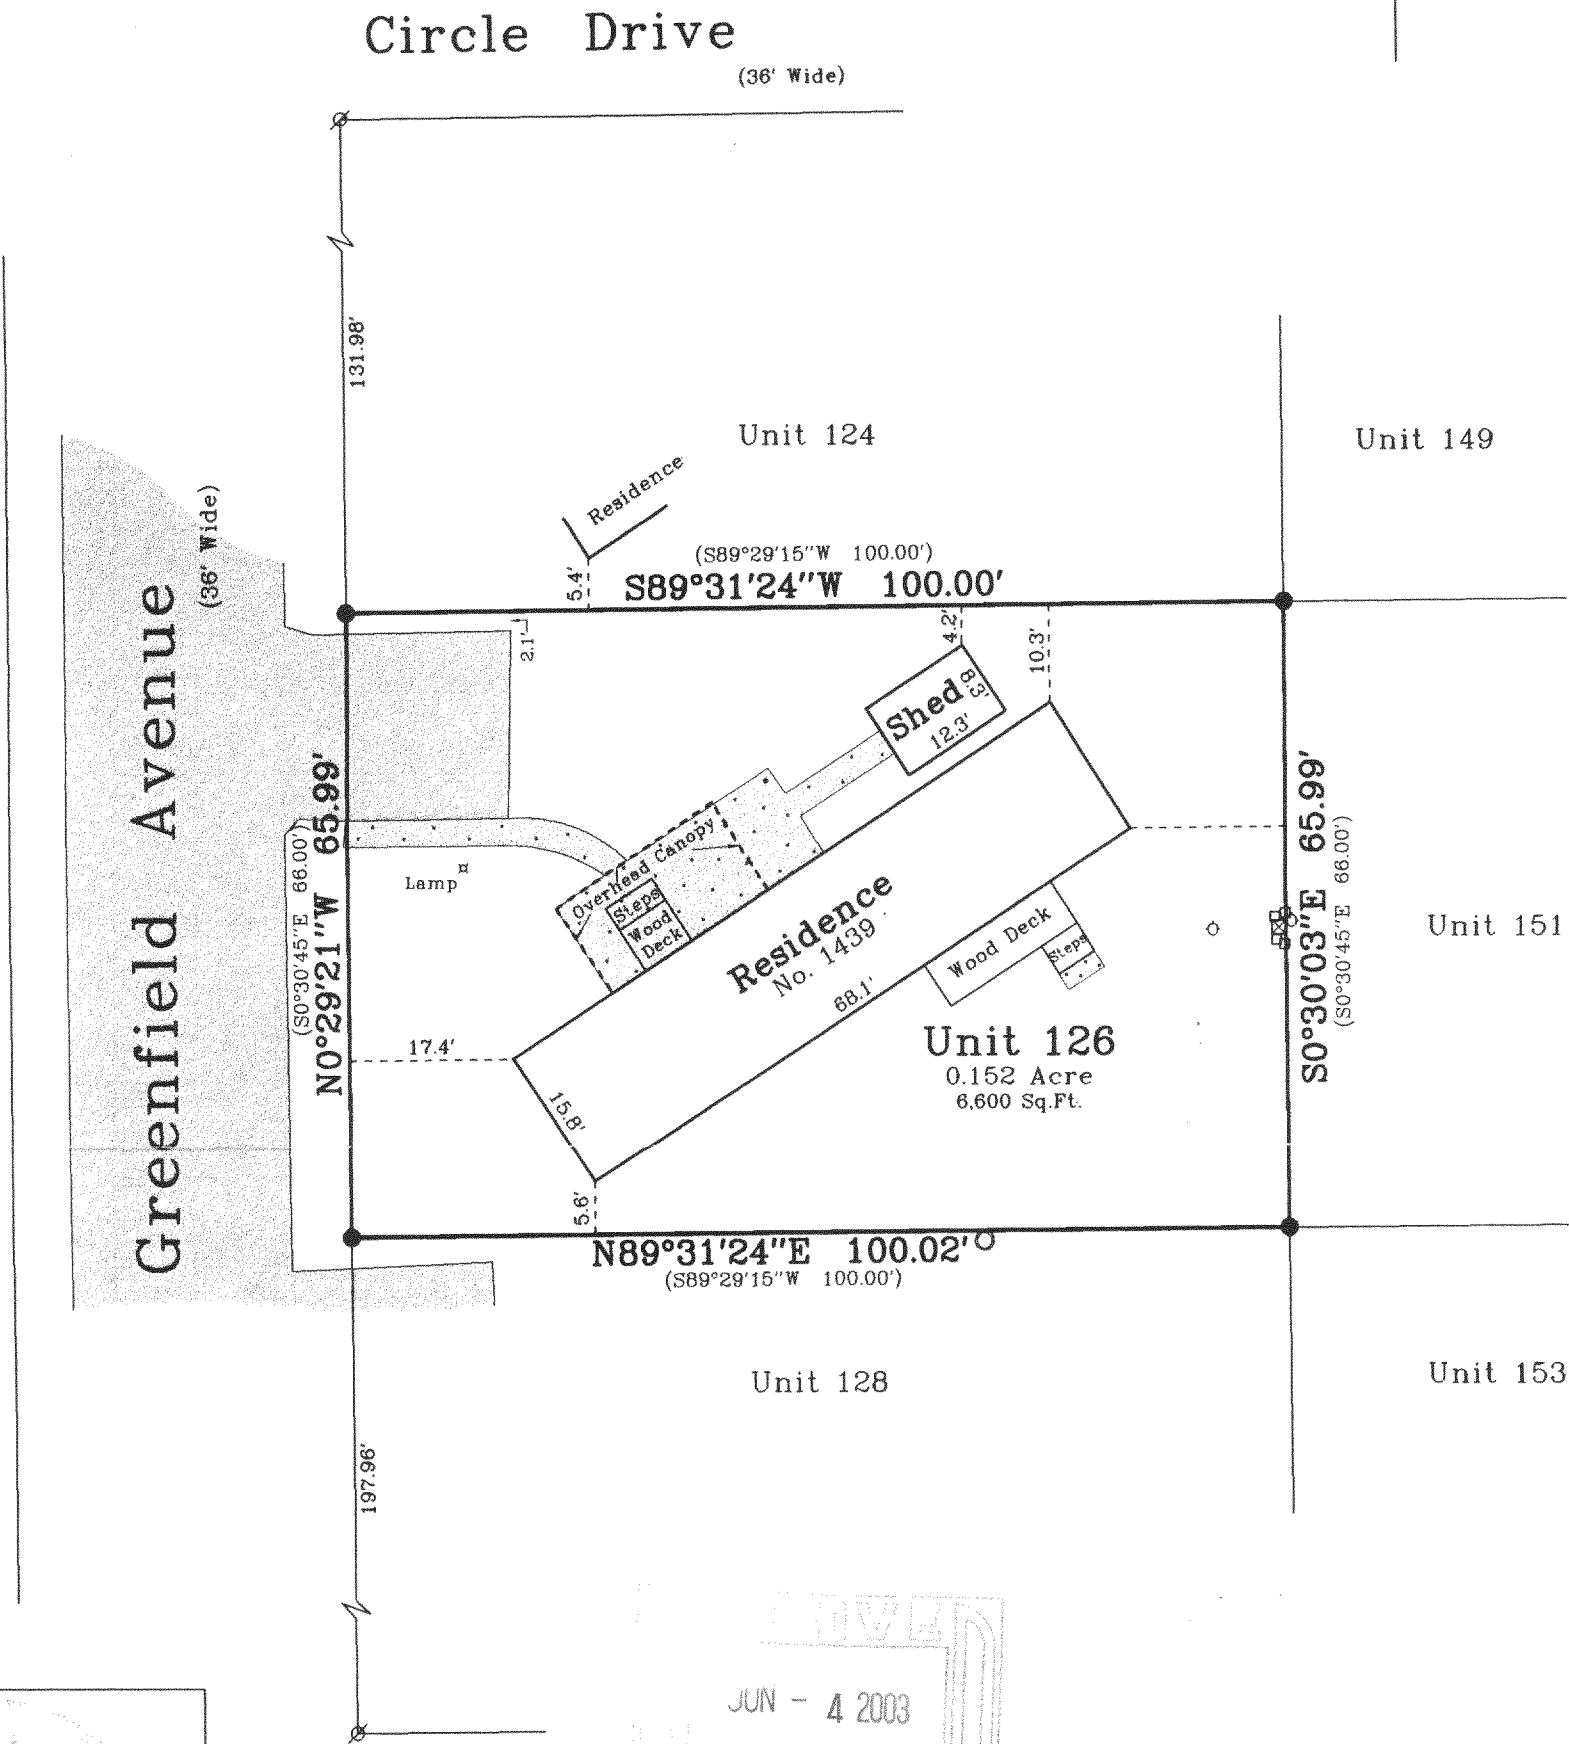 Circle Drive
(36' Wide)
131.98'
Unit 124
Unit 149
Residence
(36' Wide)
Greenfield Avenue
5.4'
(S89°29'15"W 100.00')
S89°31'24"W 100.00'
2.1'
4.2'
10.3'
Shed
8.3'
12.3'
(S0°30'45"E 66.00')
N0°29'21"W 65.99'
S0°30'03"E 65.99'
(S0°30'45"E 66.00')
Lamp
Overhead Canopy
Steps
Wood
Deck
Residence
No. 1439
68.1'
Wood Deck
Steps
Unit 151
17.4'
15.8'
Unit 126
0.152 Acre
6,600 Sq.Ft.
5.6'
N89°31'24"E 100.02'
(S89°29'15"W 100.00')
Unit 128
Unit 153
197.96'
JUN - 4 2003